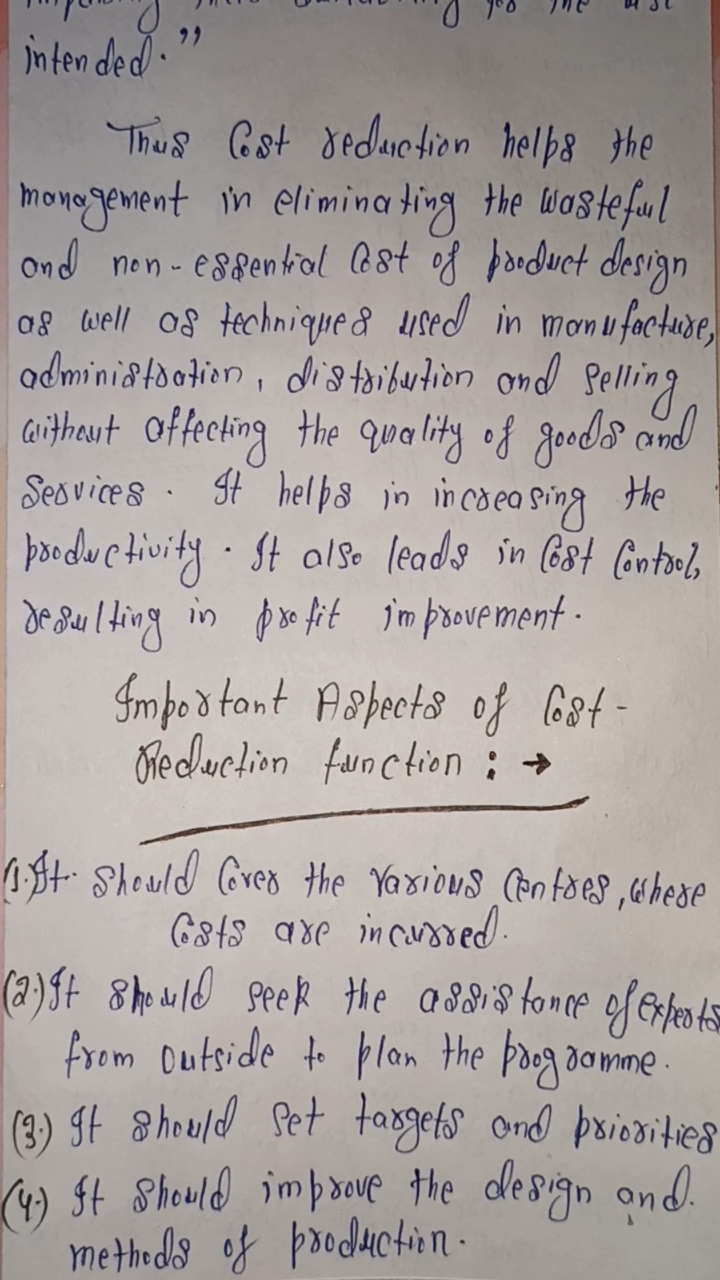 intended."
Thus Cost reduction helps the
management in eliminating the wasteful
and non-essential Cost of product design
as well as techniques used in manufacture,
administration, distribution and selling
without affecting the quality of goods and
Services. It helps in increasing the
productivity. It also leads in Cost Control,
resulting in profit improvement.
Important Aspects of Cost-
Reduction function : →
(1.) It should Cover the various Centres, where
Costs are incurred.
(2.) It should seek the assistance of experts
from outside to plan the programme.
(3.) It should set targets and priorities
(4.) It should improve the design and.
methods of production.